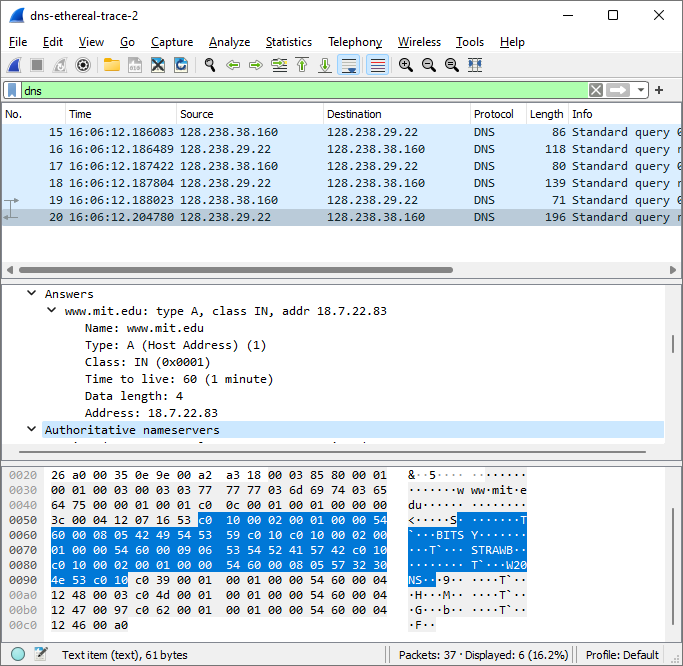 dns-ethereal-trace-2
File Edit View Go Capture Analyze Statistics Telephony Wireless Tools Help
dns
No. Time Source Destination Protocol Length Info
15 16:06:12.186083 128.238.38.160 128.238.29.22 DNS 86 Standard query 0
16 16:06:12.186489 128.238.29.22 128.238.38.160 DNS 118 Standard query r
17 16:06:12.187422 128.238.38.160 128.238.29.22 DNS 80 Standard query 0
18 16:06:12.187804 128.238.29.22 128.238.38.160 DNS 139 Standard query r
19 16:06:12.188023 128.238.38.160 128.238.29.22 DNS 71 Standard query 0
20 16:06:12.204780 128.238.29.22 128.238.38.160 DNS 196 Standard query r
Answers
www.mit.edu: type A, class IN, addr 18.7.22.83
Name: www.mit.edu
Type: A (Host Address) (1)
Class: IN (0x0001)
Time to live: 60 (1 minute)
Data length: 4
Address: 18.7.22.83
Authoritative nameservers
0020 26 a0 00 35 0e 9e 00 a2 a3 18 00 03 85 80 00 01 &··5···· ········
0030 00 01 00 03 00 03 03 77 77 77 03 6d 69 74 03 65 ·······w ww·mit·e
0040 64 75 00 00 01 00 01 c0 0c 00 01 00 01 00 00 00 du······ ········
0050 3c 00 04 12 07 16 53 c0 10 00 02 00 01 00 00 54 <·····S· ·······T
0060 60 00 08 05 42 49 54 53 59 c0 10 c0 10 00 02 00 `···BITS Y·······
0070 01 00 00 54 60 00 09 06 53 54 52 41 57 42 c0 10 ···T`··· STRAWB··
0080 c0 10 00 02 00 01 00 00 54 60 00 08 05 57 32 30 ········ T`···W20
0090 4e 53 c0 10 c0 39 00 01 00 01 00 00 54 60 00 04 NS···9·· ····T`··
00a0 12 48 00 03 c0 4d 00 01 00 01 00 00 54 60 00 04 ·H···M·· ····T`··
00b0 12 47 00 97 c0 62 00 01 00 01 00 00 54 60 00 04 ·G···b·· ····T`··
00c0 12 46 00 a0 ·F··
Text item (text), 61 bytes Packets: 37 · Displayed: 6 (16.2%) Profile: Default